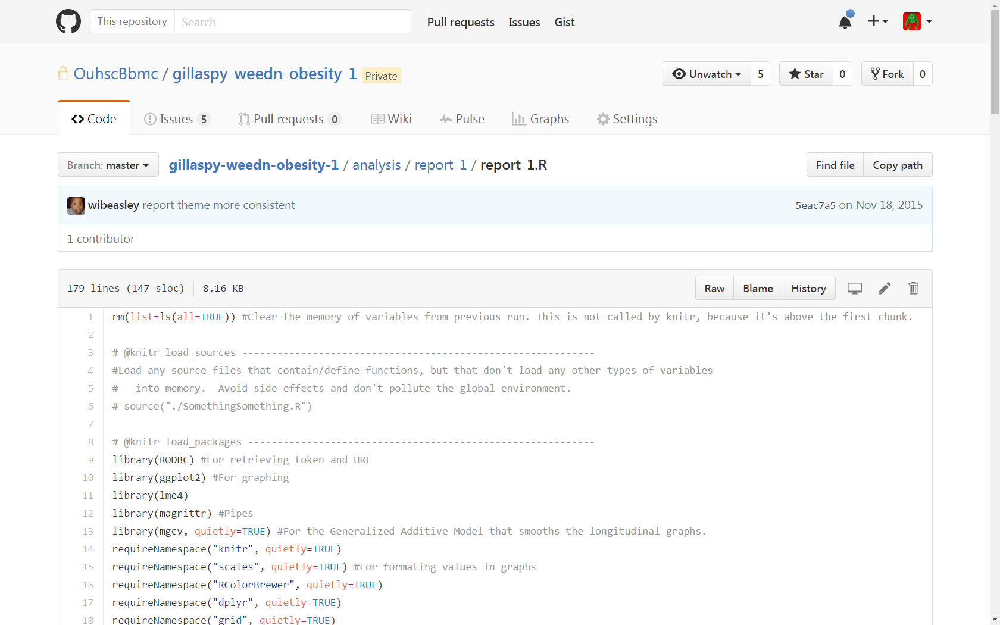 This repository Search Pull requests Issues Gist
OuhscBbmc / gillaspy-weedn-obesity-1 Private Unwatch 5 Star 0 Fork 0
Code Issues 5 Pull requests 0 Wiki Pulse Graphs Settings
Branch: master gillaspy-weedn-obesity-1 / analysis / report_1 / report_1.R Find file Copy path
wibeasley report theme more consistent 5eac7a5 on Nov 18, 2015
1 contributor
179 lines (147 sloc) 8.16 KB Raw Blame History
1 rm(list=ls(all=TRUE)) #Clear the memory of variables from previous run. This is not called by knitr, because it's above the first chunk.
2
3 # @knitr load_sources ------------------------------------------------------------
4 #Load any source files that contain/define functions, but that don't load any other types of variables
5 #   into memory.  Avoid side effects and don't pollute the global environment.
6 # source("./SomethingSomething.R")
7
8 # @knitr load_packages -----------------------------------------------------------
9 library(RODBC) #For retrieving token and URL
10 library(ggplot2) #For graphing
11 library(lme4)
12 library(magrittr) #Pipes
13 library(mgcv, quietly=TRUE) #For the Generalized Additive Model that smooths the longitudinal graphs.
14 requireNamespace("knitr", quietly=TRUE)
15 requireNamespace("scales", quietly=TRUE) #For formating values in graphs
16 requireNamespace("RColorBrewer", quietly=TRUE)
17 requireNamespace("dplyr", quietly=TRUE)
18 requireNamespace("grid", quietly=TRUE)